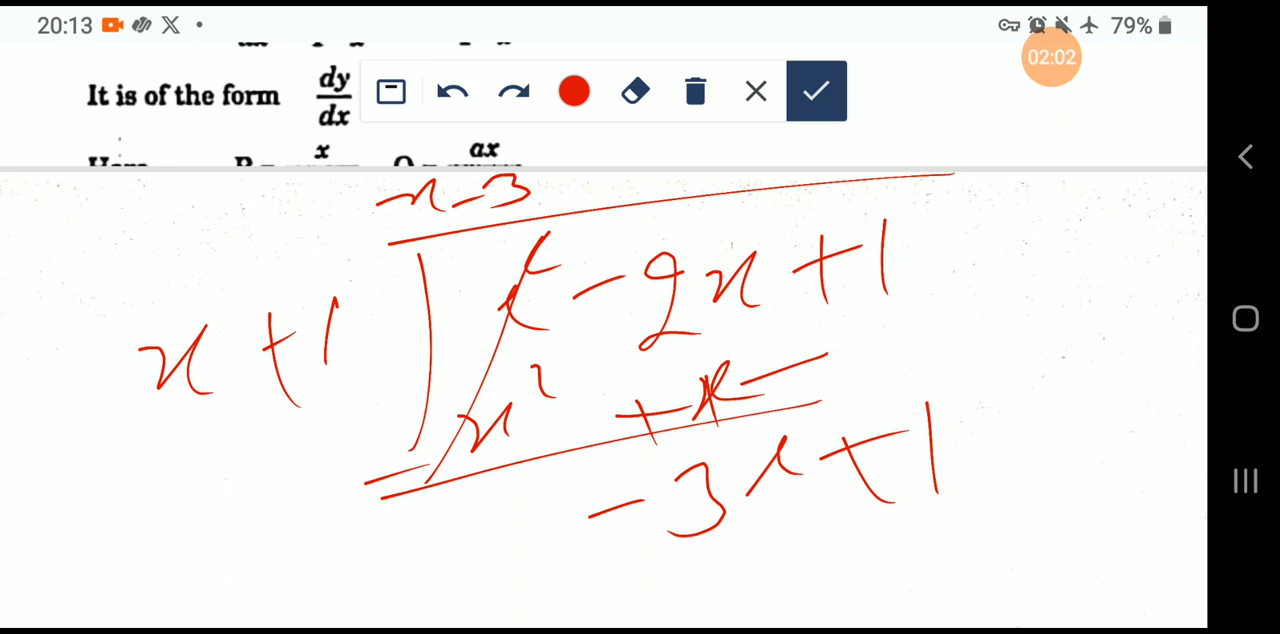 20:13 X • 79%
02:02
It is of the form dy/dx
x ax
x - 3
x + 1 ) x² - 2x + 1
x² + x
- 3x + 1